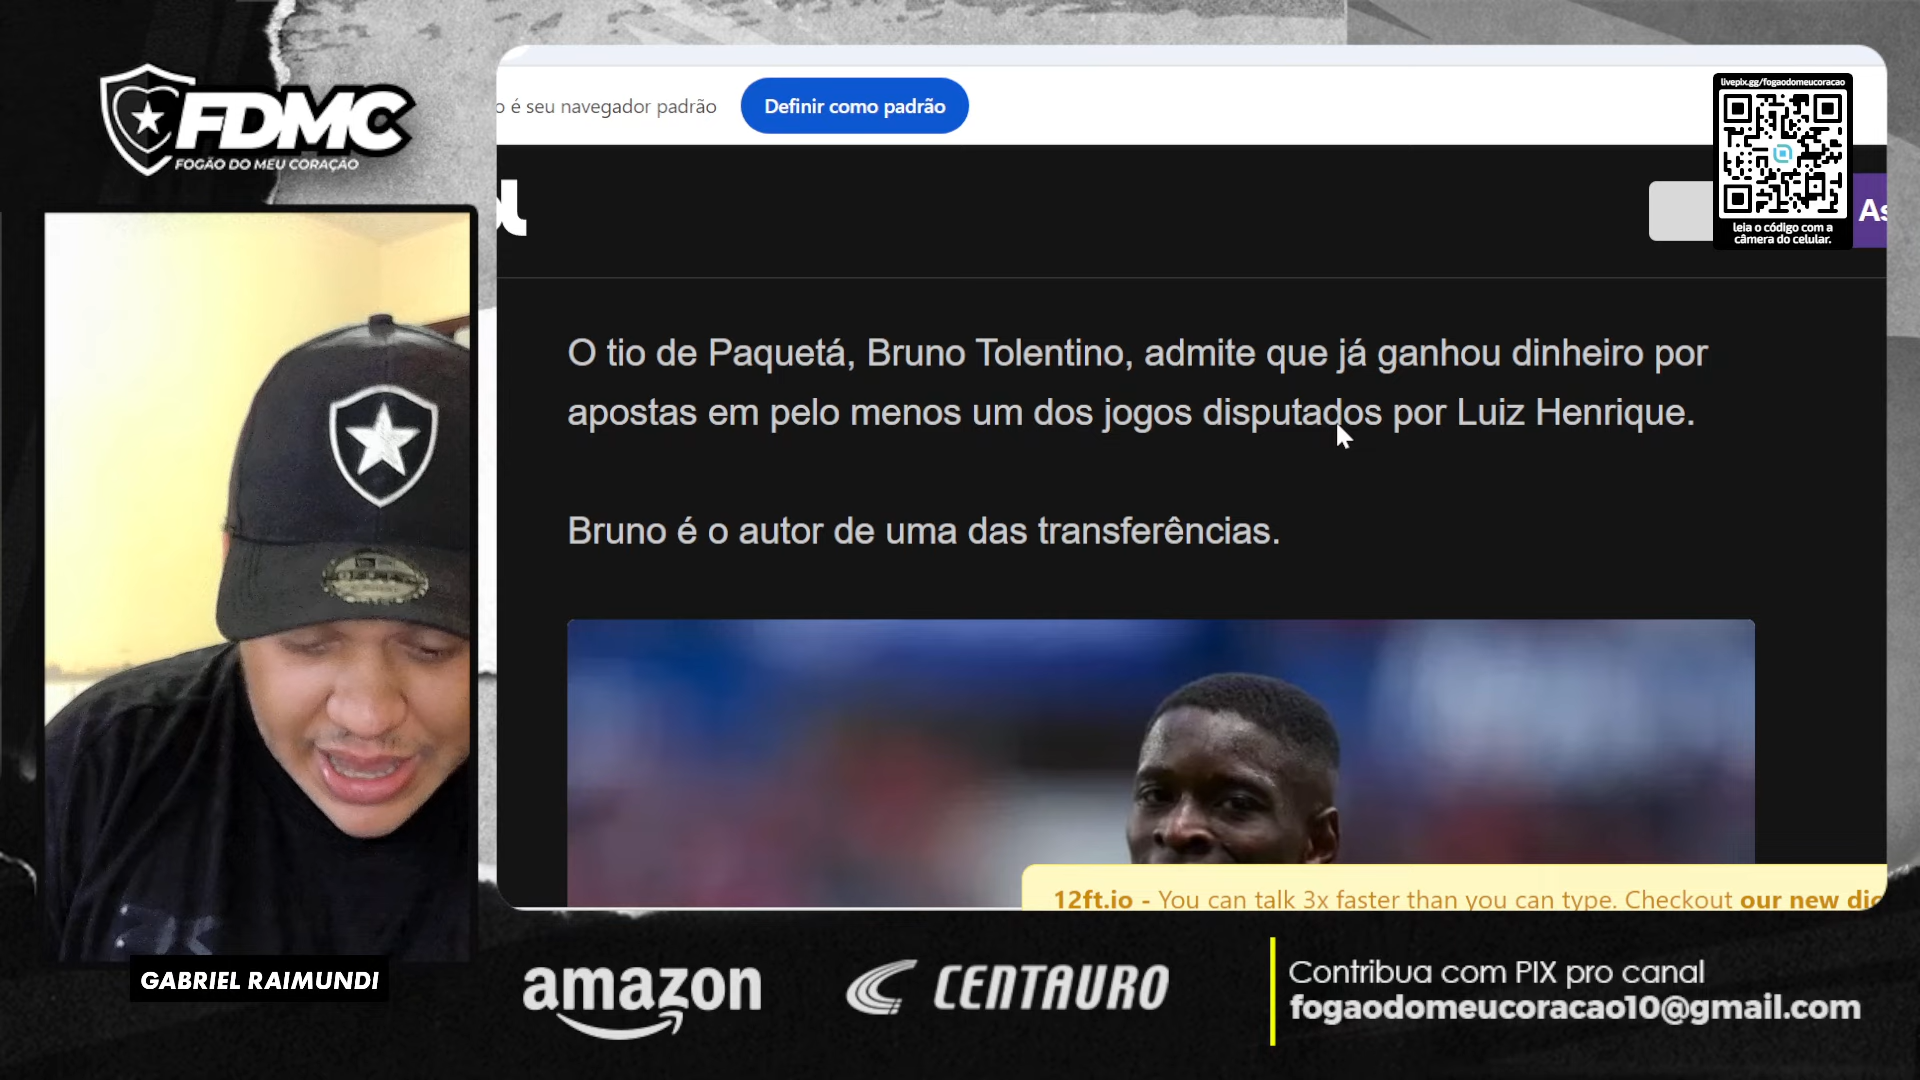 FDMC
FOGÃO DO MEU CORAÇÃO
o é seu navegador padrão
Definir como padrão
livepix.gg/fogaodomeucoracao
leia o código com a
câmera do celular.
O tio de Paquetá, Bruno Tolentino, admite que já ganhou dinheiro por
apostas em pelo menos um dos jogos disputados por Luiz Henrique.
Bruno é o autor de uma das transferências.
12ft.io - You can talk 3x faster than you can type. Checkout our new dic
GABRIEL RAIMUNDI
amazon
CENTAURO
Contribua com PIX pro canal
fogaodomeucoracao10@gmail.com